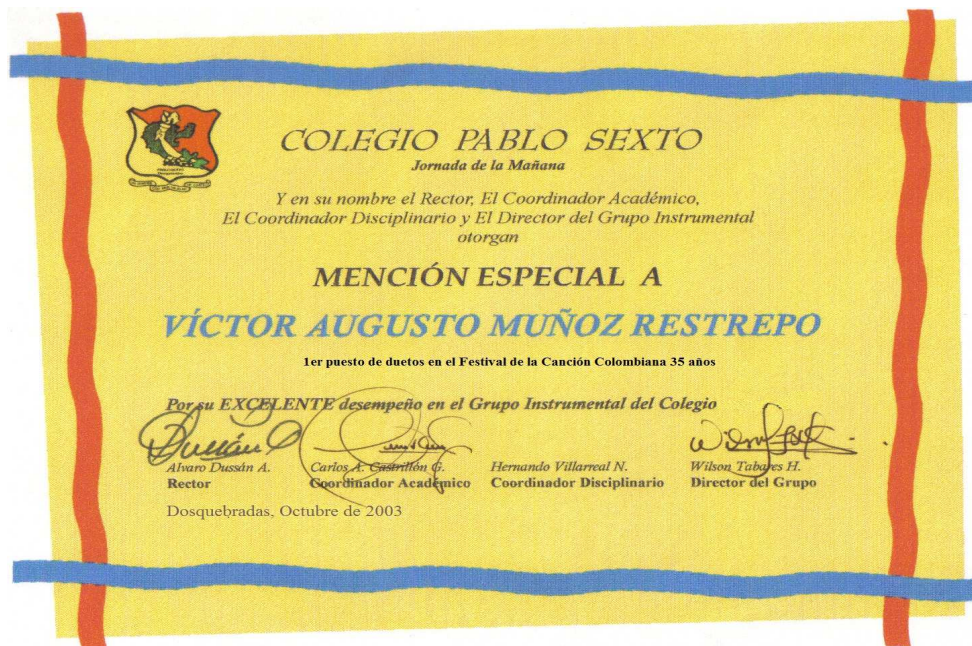 COLEGIO PABLO SEXTO
Jornada de la Mañana
Y en su nombre el Rector, El Coordinador Académico,
El Coordinador Disciplinario y El Director del Grupo Instrumental
otorgan
MENCIÓN ESPECIAL A
VÍCTOR AUGUSTO MUÑOZ RESTREPO
1er puesto de duetos en el Festival de la Canción Colombiana 35 años
Por su EXCELENTE desempeño en el Grupo Instrumental del Colegio
Alvaro Dussán A. Carlos A. Castrillón G. Hernando Villarreal N. Wilson Tabares H.
Rector Coordinador Académico Coordinador Disciplinario Director del Grupo
Dosquebradas, Octubre de 2003